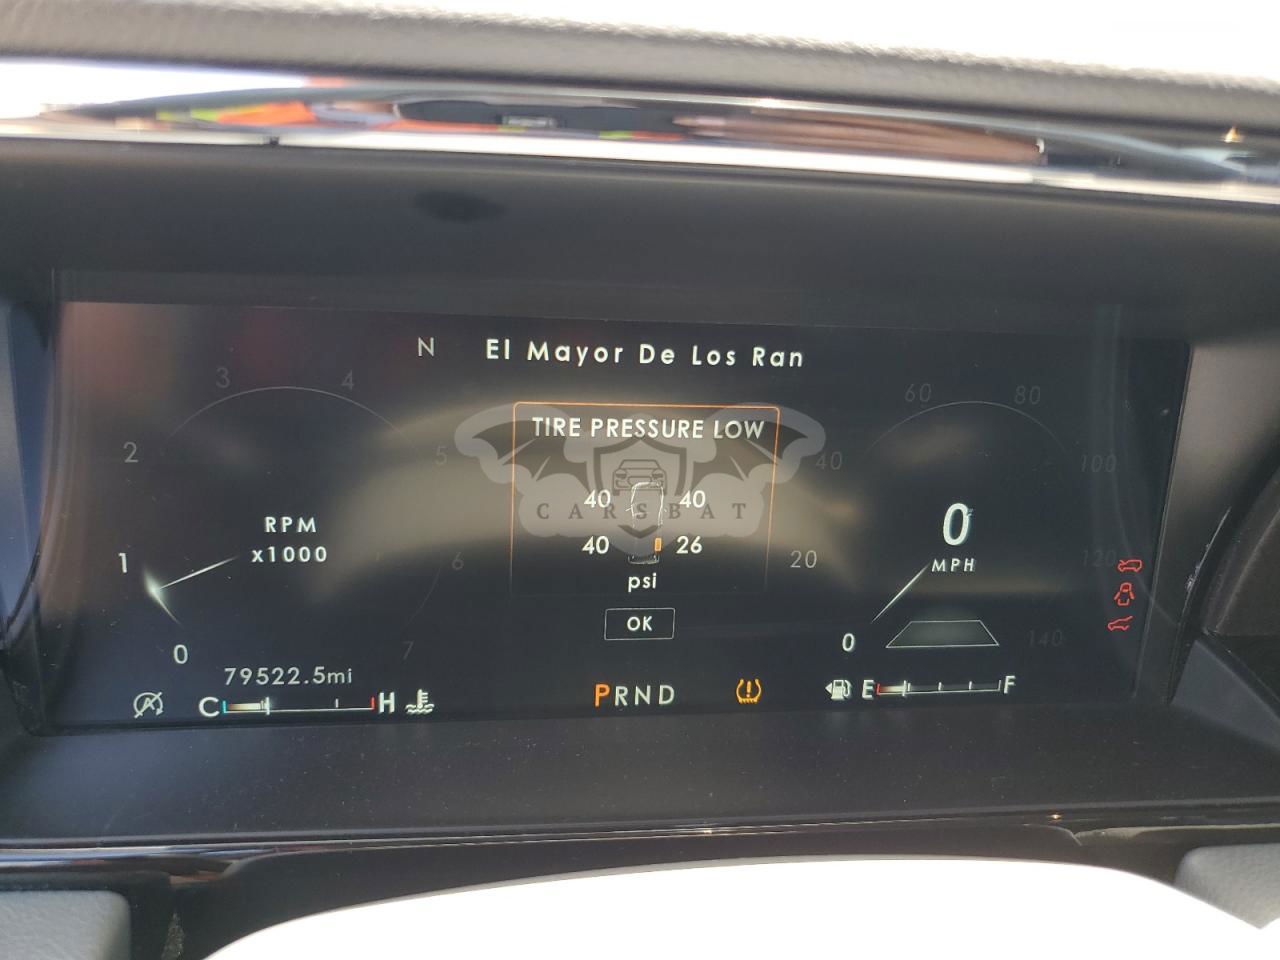 N El Mayor De Los Ran
3 4
60 80
TIRE PRESSURE LOW
2 5
40 100
40 40
CARSBAT
RPM
x1000
0
MPH
40 26
1 6
20 120
psi
OK
0 7
0 140
79522.5mi
C H
PRND
E F